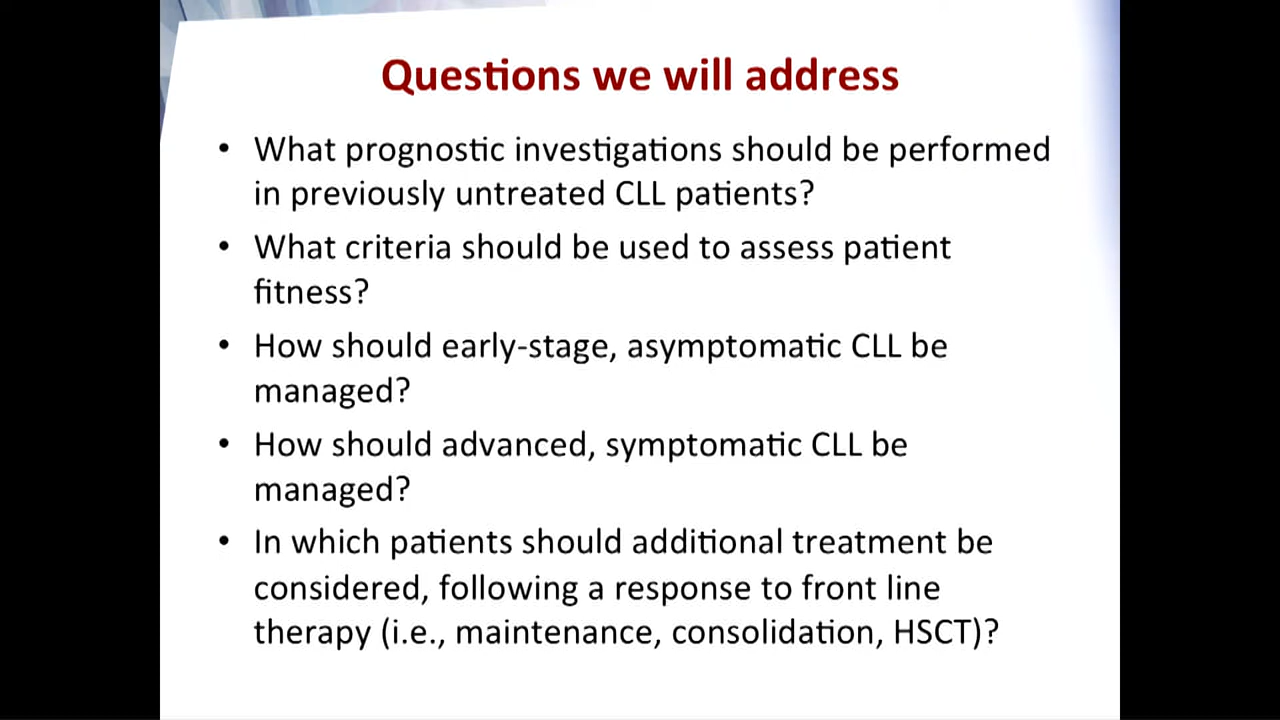 Questions we will address
• What prognostic investigations should be performed
in previously untreated CLL patients?
• What criteria should be used to assess patient
fitness?
• How should early-stage, asymptomatic CLL be
managed?
• How should advanced, symptomatic CLL be
managed?
• In which patients should additional treatment be
considered, following a response to front line
therapy (i.e., maintenance, consolidation, HSCT)?